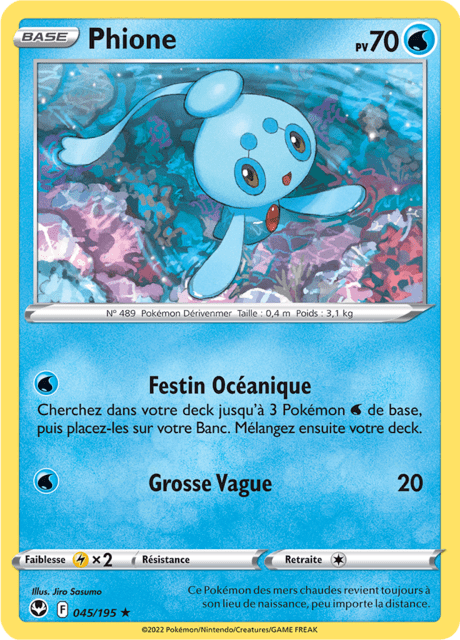 BASE Phione PV 70
N° 489 Pokémon Dérivenmer Taille : 0,4 m Poids : 3,1 kg
Festin Océanique
Cherchez dans votre deck jusqu'à 3 Pokémon de base,
puis placez-les sur votre Banc. Mélangez ensuite votre deck.
Grosse Vague 20
Faiblesse ×2 Résistance Retraite
Illus. Jiro Sasumo
Ce Pokémon des mers chaudes revient toujours à
son lieu de naissance, peu importe la distance.
F 045/195 ★
©2022 Pokémon/Nintendo/Creatures/GAME FREAK